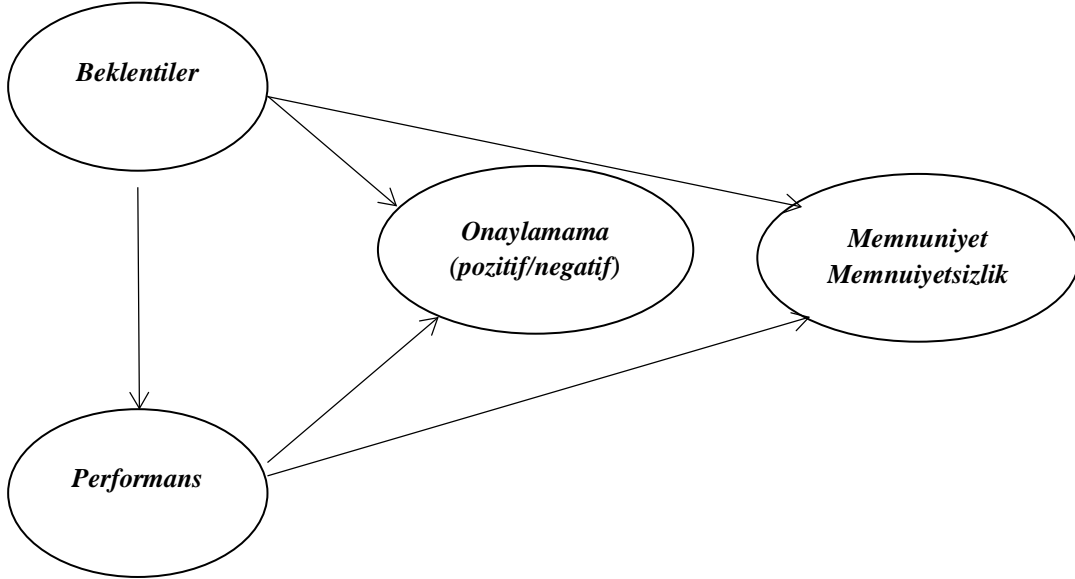 Beklentiler
Onaylamama
(pozitif/negatif)
Memnuniyet
Memnuiyetsizlik
Performans